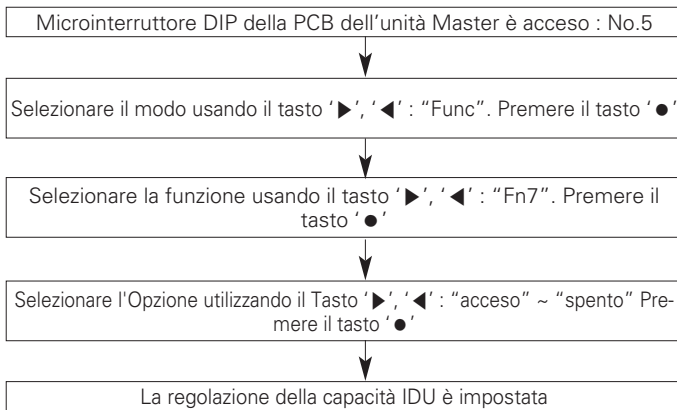 Microinterruttore DIP della PCB dell'unità Master è acceso : No.5
Selezionare il modo usando il tasto ‘▶’, ‘◀’ : “Func”. Premere il tasto ‘●’
Selezionare la funzione usando il tasto ‘▶’, ‘◀’ : “Fn7”. Premere il
tasto ‘●’
Selezionare l'Opzione utilizzando il Tasto ‘▶’, ‘◀’ : “acceso” ~ “spento” Pre-
mere il tasto ‘●’
La regolazione della capacità IDU è impostata